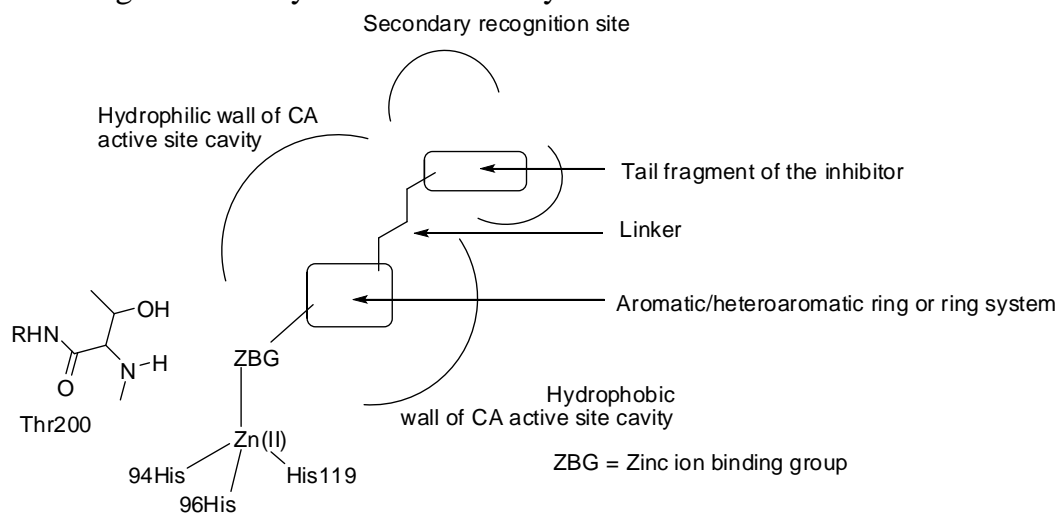 Secondary recognition site
Hydrophilic wall of CA
active site cavity
Tail fragment of the inhibitor
Linker
Aromatic/heteroaromatic ring or ring system
OH
RHN
N-H
O
Thr200
ZBG
Hydrophobic
wall of CA active site cavity
Zn(II)
94His
His119
96His
ZBG = Zinc ion binding group